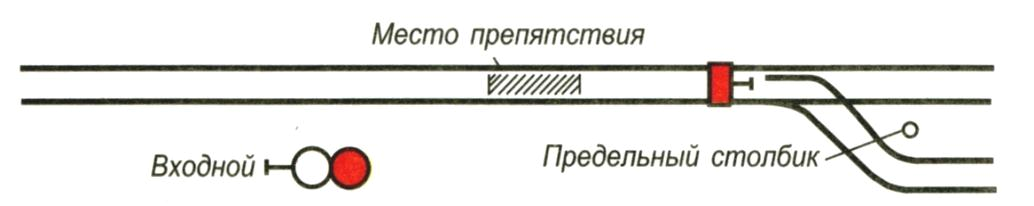 Место препятствия
Предельный столбик
Входной